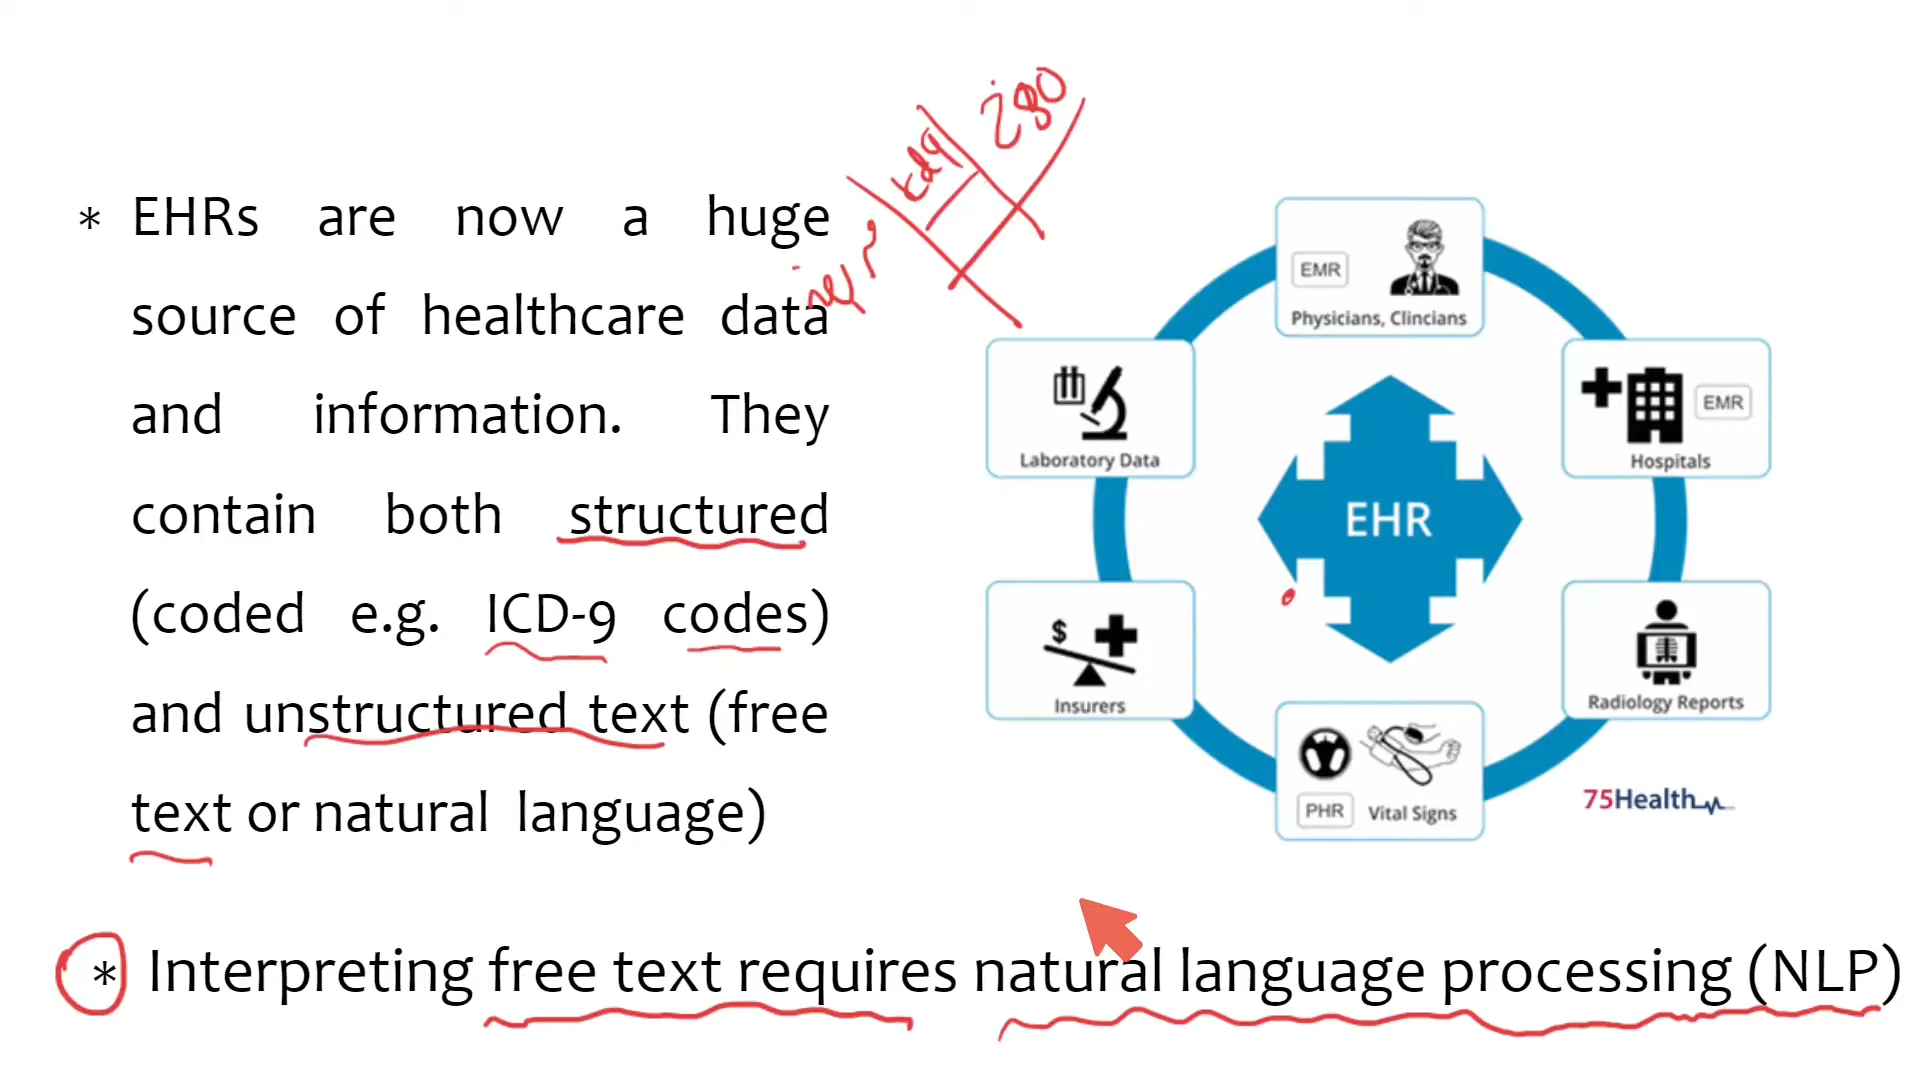 * EHRs are now a huge
source of healthcare data
and information. They
contain both structured
(coded e.g. ICD-9 codes)
and unstructured text (free
text or natural language)
EMR
Physicians, Clincians
Laboratory Data
EMR
Hospitals
EHR
Insurers
Radiology Reports
PHR
Vital Signs
75Health
* Interpreting free text requires natural language processing (NLP)